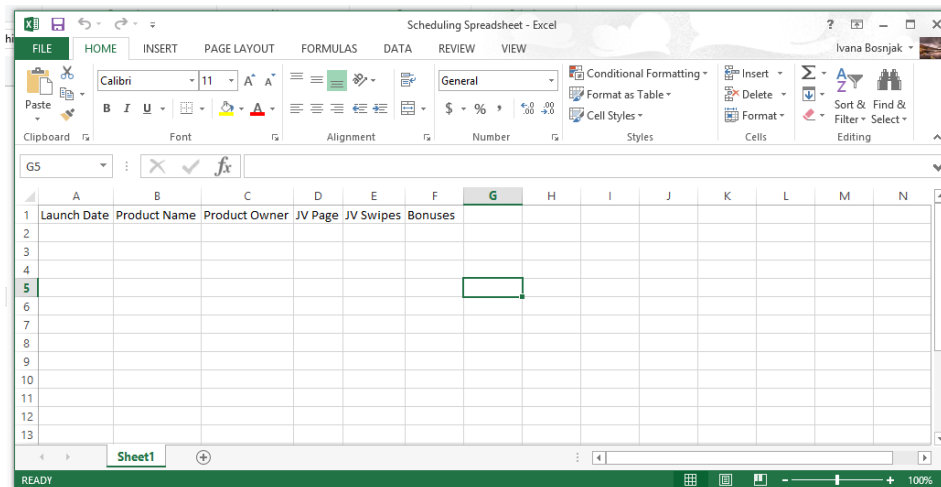 Scheduling Spreadsheet - Excel
?
hi
FILE HOME INSERT PAGE LAYOUT FORMULAS DATA REVIEW VIEW Ivana Bosnjak
Calibri 11 General Conditional Formatting Insert
Paste Format as Table Delete
B I U A $ % , Cell Styles Format Sort & Filter Find & Select
Clipboard Font Alignment Number Styles Cells Editing
G5 fx
A B C D E F G H I J K L M N
1 Launch Date Product Name Product Owner JV Page JV Swipes Bonuses
2
3
4
5
6
7
8
9
10
11
12
13
Sheet1
READY 100%